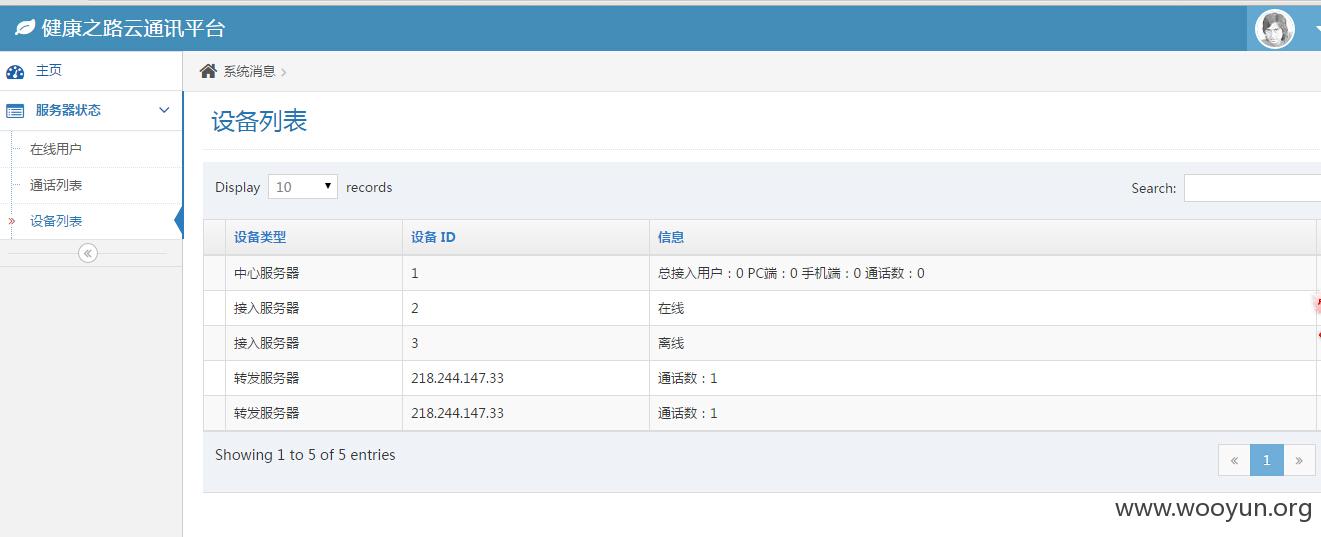 健康之路云通讯平台
主页
系统消息
服务器状态
设备列表
在线用户
通话列表
设备列表
Display 10 records
Search:
设备类型 设备 ID 信息
中心服务器 1 总接入用户：0 PC端：0 手机端：0 通话数：0
接入服务器 2 在线
接入服务器 3 离线
转发服务器 218.244.147.33 通话数：1
转发服务器 218.244.147.33 通话数：1
Showing 1 to 5 of 5 entries
« 1 »
www.wooyun.org